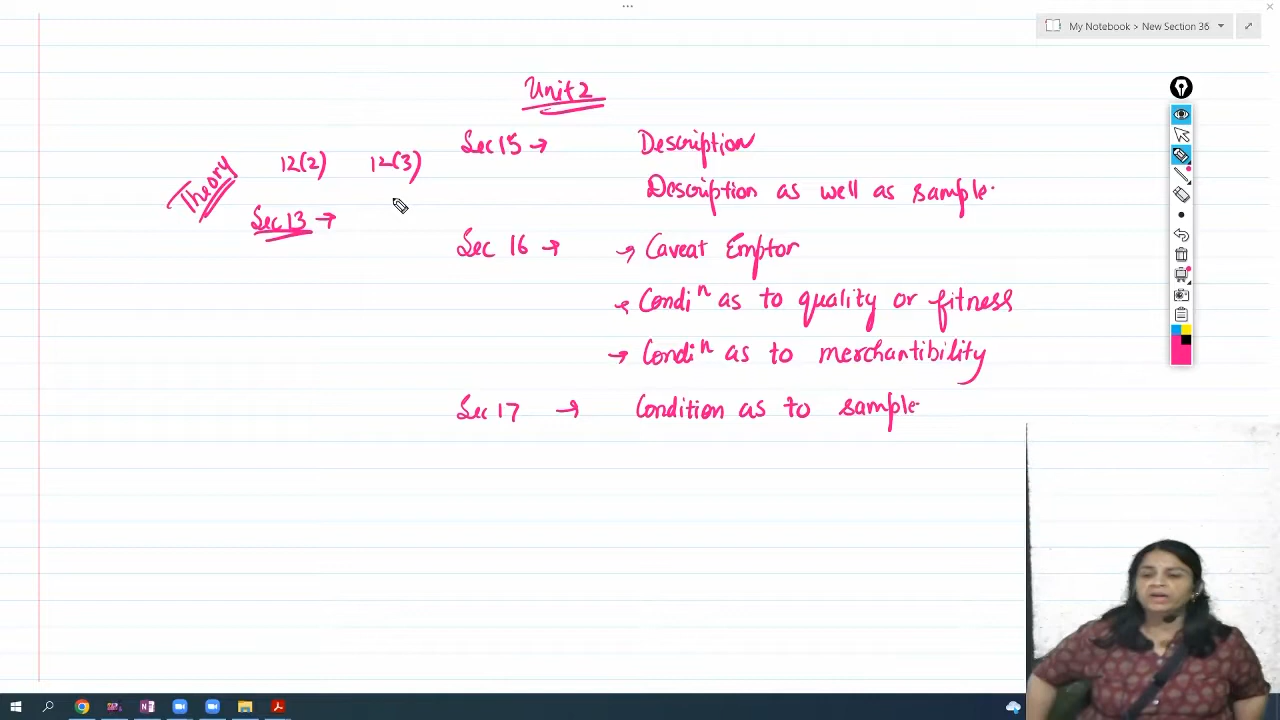 My Notebook > New Section 36
Unit 2
Sec 15 → Description
Description as well as sample.
Theory 12(2) 12(3)
Sec 13 →
Sec 16 → → Caveat Emptor
→ Condiⁿ as to quality or fitness
→ Condiⁿ as to merchantibility
Sec 17 → Condition as to sample.